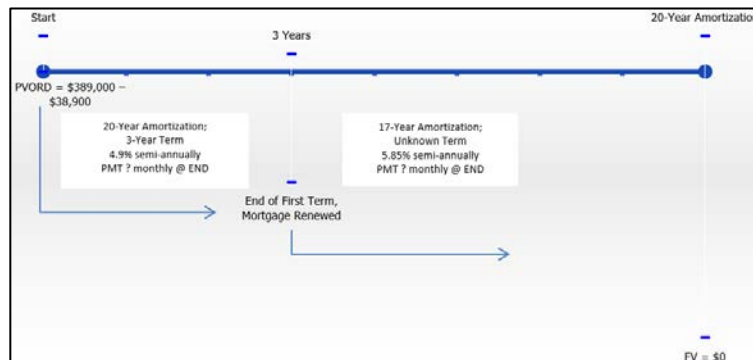 Start
20-Year Amortization
3 Years
PVORD = $389,000 –
$38,900
20-Year Amortization;
3-Year Term
4.9% semi-annually
PMT ? monthly @ END
17-Year Amortization;
Unknown Term
5.85% semi-annually
PMT ? monthly @ END
End of First Term,
Mortgage Renewed
FV = $0